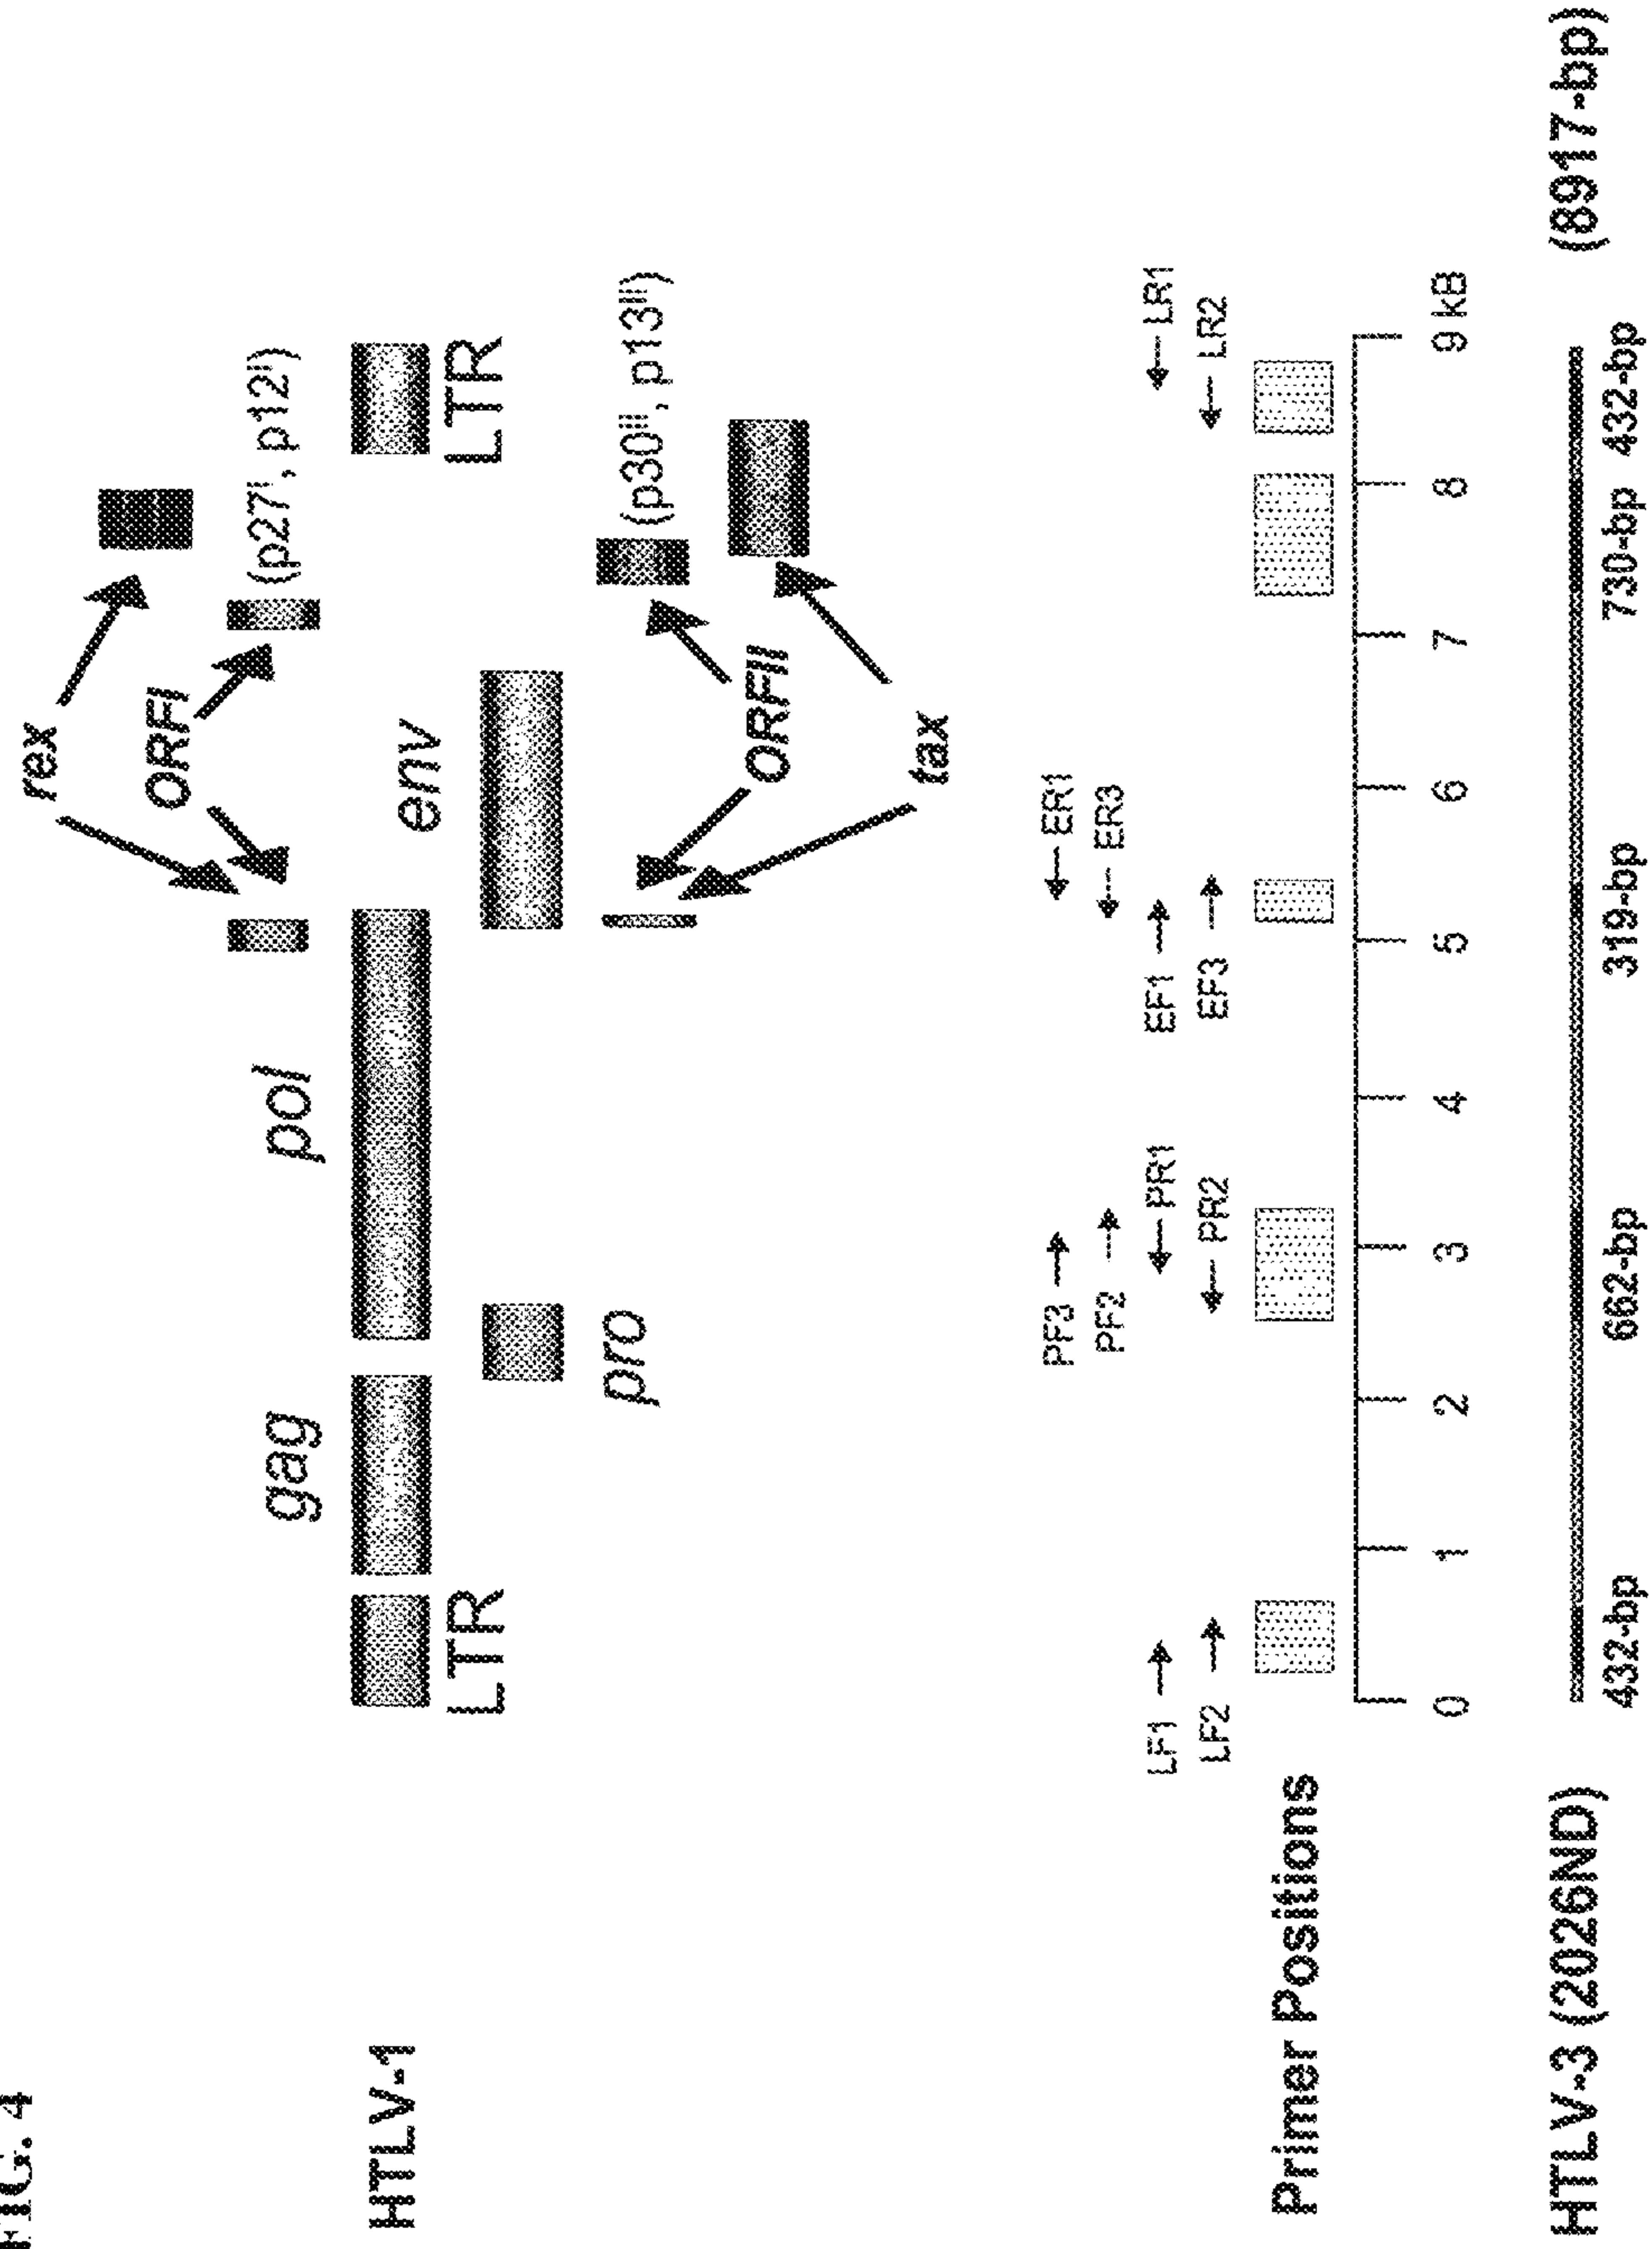 FIG. 4
rex
ORFI
(p27ᴵ, p12ᴵ)
gag
pol
env
HTLV-1
LTR
LTR
pro
(p30ᴵᴵ, p13ᴵᴵ)
ORFII
tax
PF3
ER1
PF2
ER3
LF1
PR1
EF1
LR1
LF2
PR2
EF3
LR2
Primer Positions
0 1 2 3 4 5 6 7 8 9 kB
HTLV-3 (2026ND)
(8917-bp)
432-bp 662-bp 319-bp 730-bp 432-bp